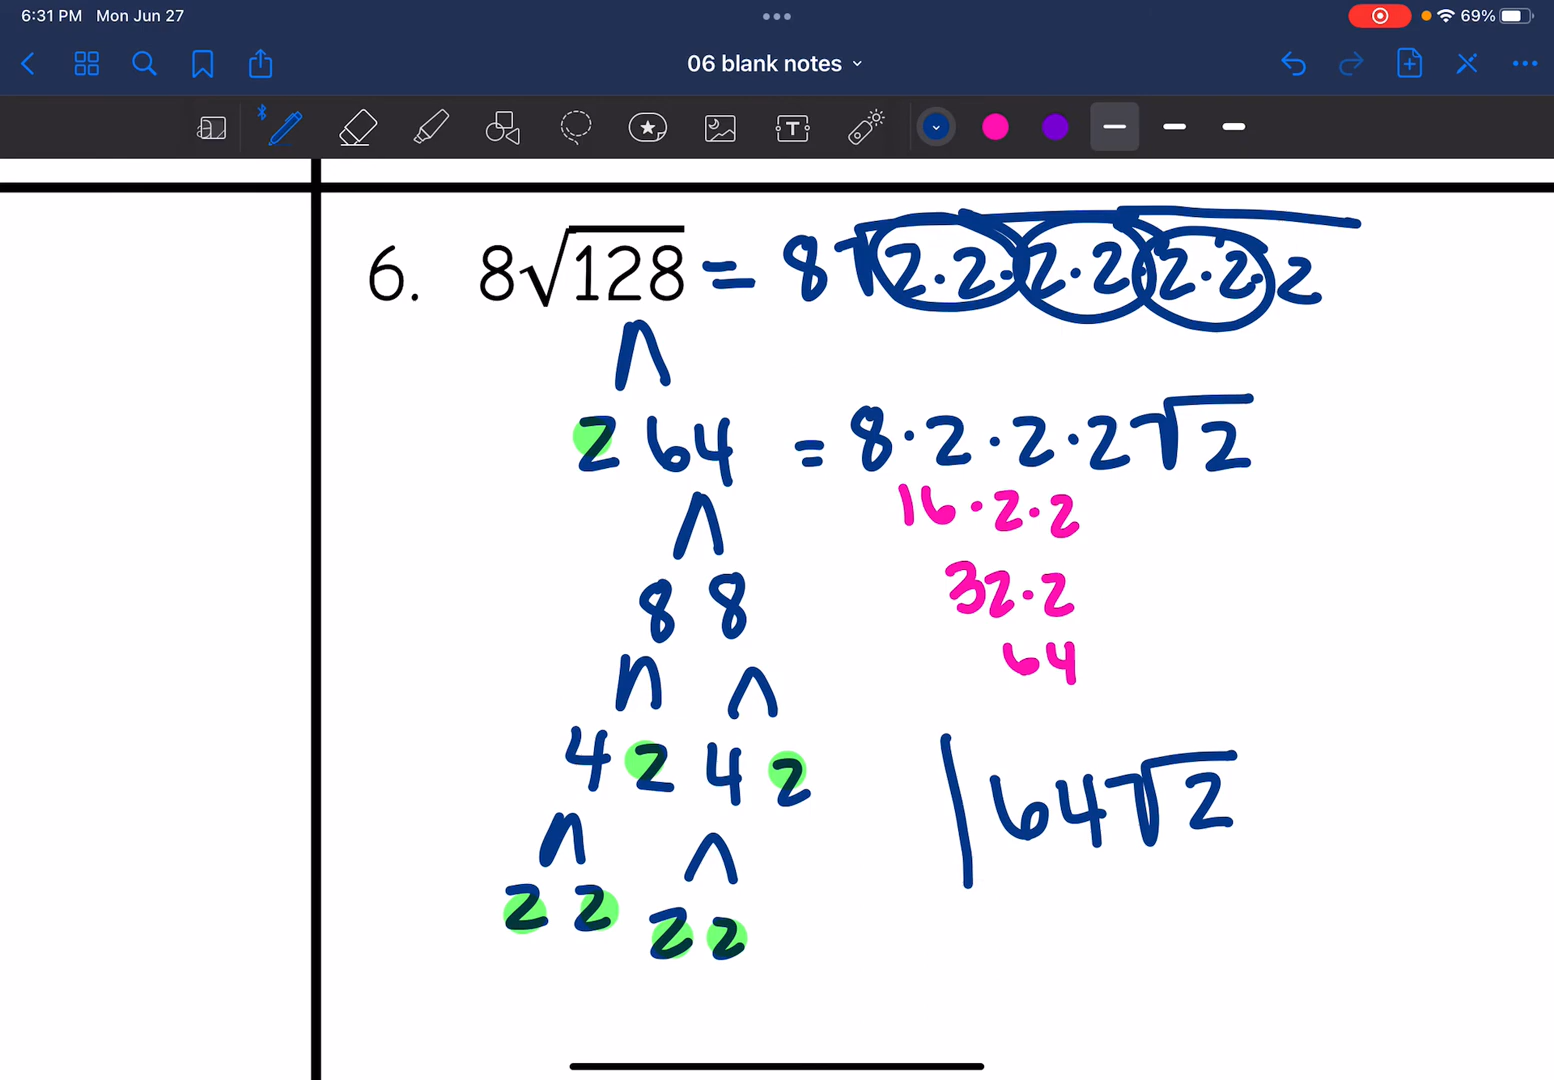 6:31 PM Mon Jun 27
69%
06 blank notes
T
6. 8√128 = 8√2·2·2·2·2·2·2
2 64
= 8·2·2·2√2
16·2·2
8 8
32·2
64
4 2 4 2
64√2
2 2 2 2